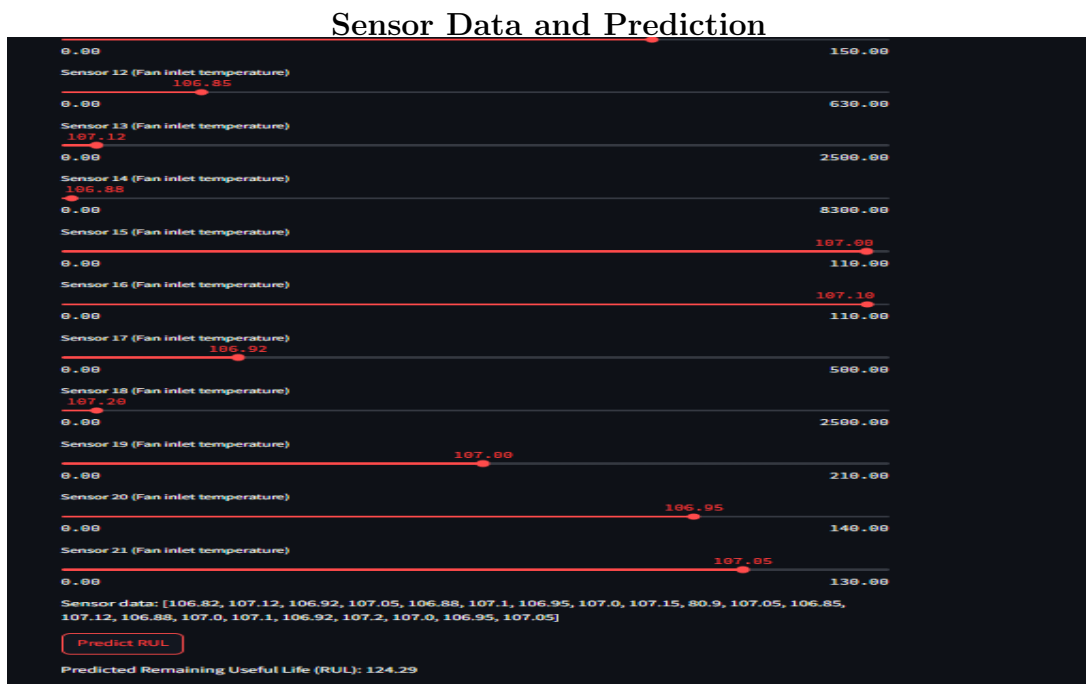 Sensor Data and Prediction
0.00 150.00
Sensor 12 (Fan inlet temperature)
106.85
0.00 630.00
Sensor 13 (Fan inlet temperature)
107.12
0.00 2500.00
Sensor 14 (Fan inlet temperature)
106.88
0.00 8300.00
Sensor 15 (Fan inlet temperature)
107.00
0.00 110.00
Sensor 16 (Fan inlet temperature)
107.10
0.00 110.00
Sensor 17 (Fan inlet temperature)
106.92
0.00 500.00
Sensor 18 (Fan inlet temperature)
107.20
0.00 2500.00
Sensor 19 (Fan inlet temperature)
107.00
0.00 210.00
Sensor 20 (Fan inlet temperature)
106.95
0.00 140.00
Sensor 21 (Fan inlet temperature)
107.05
0.00 130.00
Sensor data: [106.82, 107.12, 106.92, 107.05, 106.88, 107.1, 106.95, 107.0, 107.15, 80.9, 107.05, 106.85,
107.12, 106.88, 107.0, 107.1, 106.92, 107.2, 107.0, 106.95, 107.05]
Predict RUL
Predicted Remaining Useful Life (RUL): 124.29